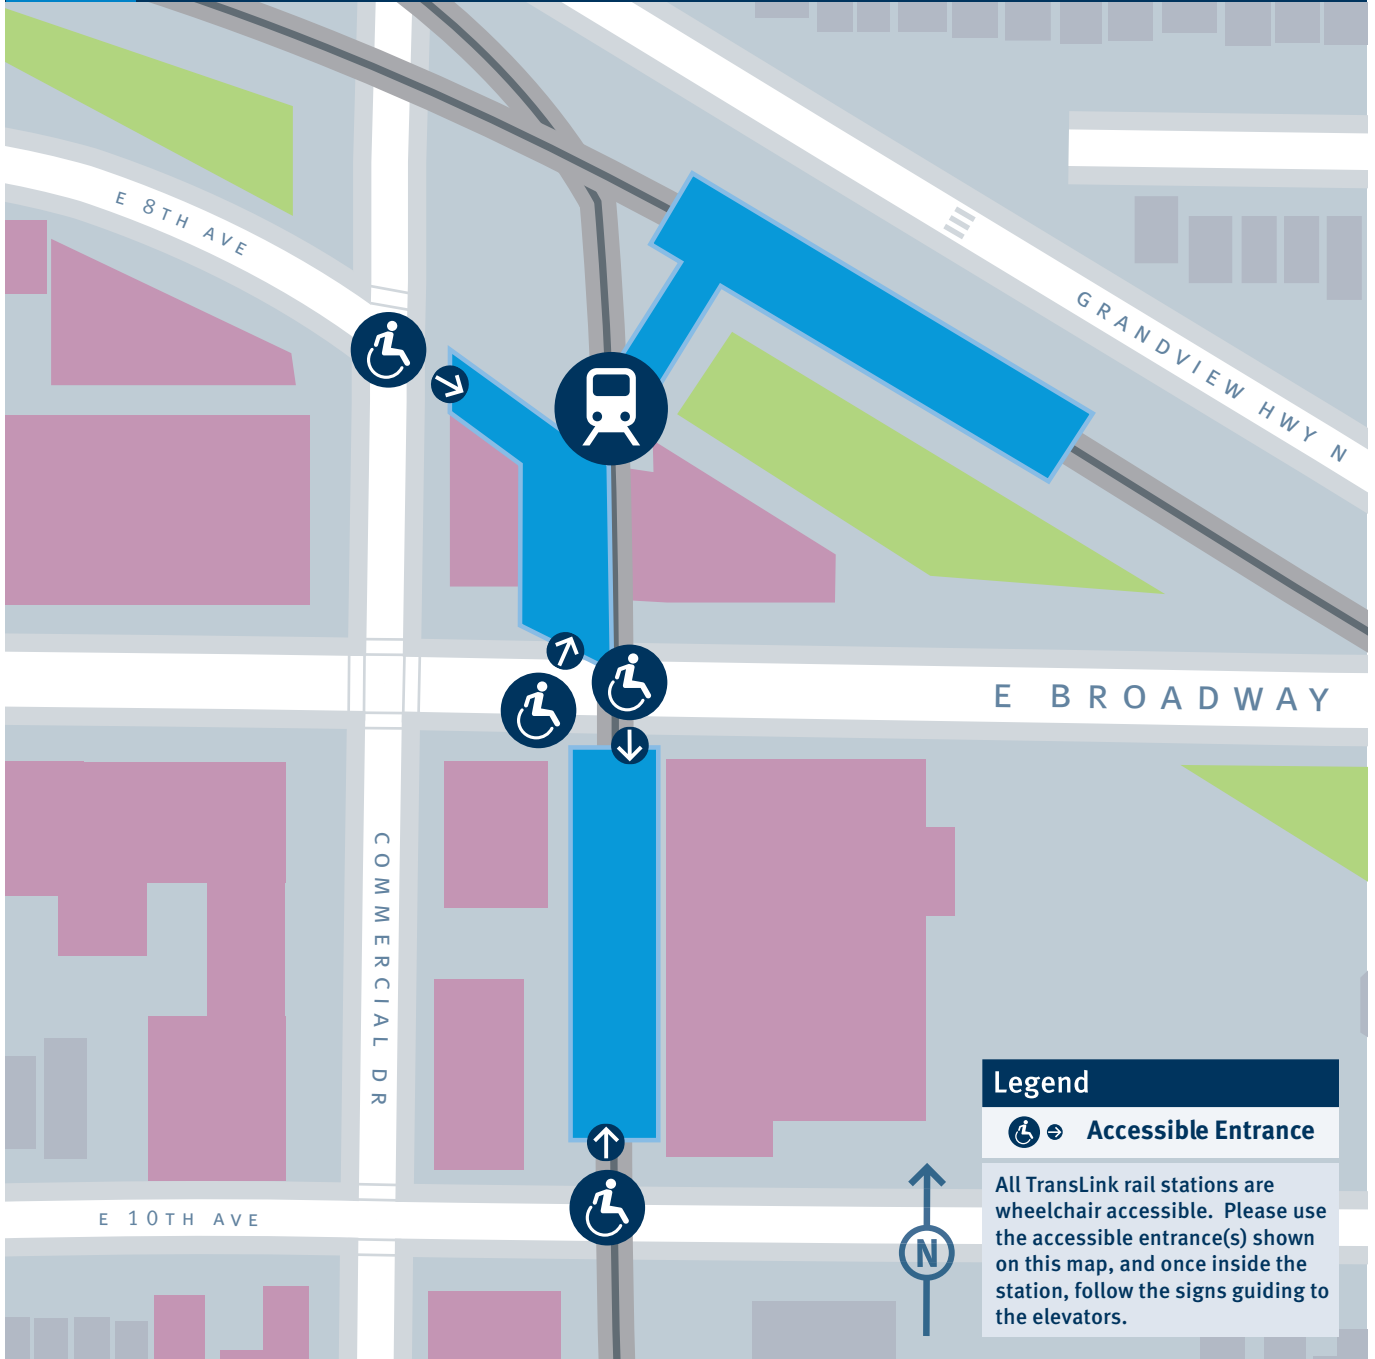 E 8TH AVE
GRANDVIEW HWY N
E BROADWAY
COMMERCIAL DR
E 10TH AVE
N
Legend
Accessible Entrance
All TransLink rail stations are
wheelchair accessible.  Please use
the accessible entrance(s) shown
on this map, and once inside the
station, follow the signs guiding to
the elevators.